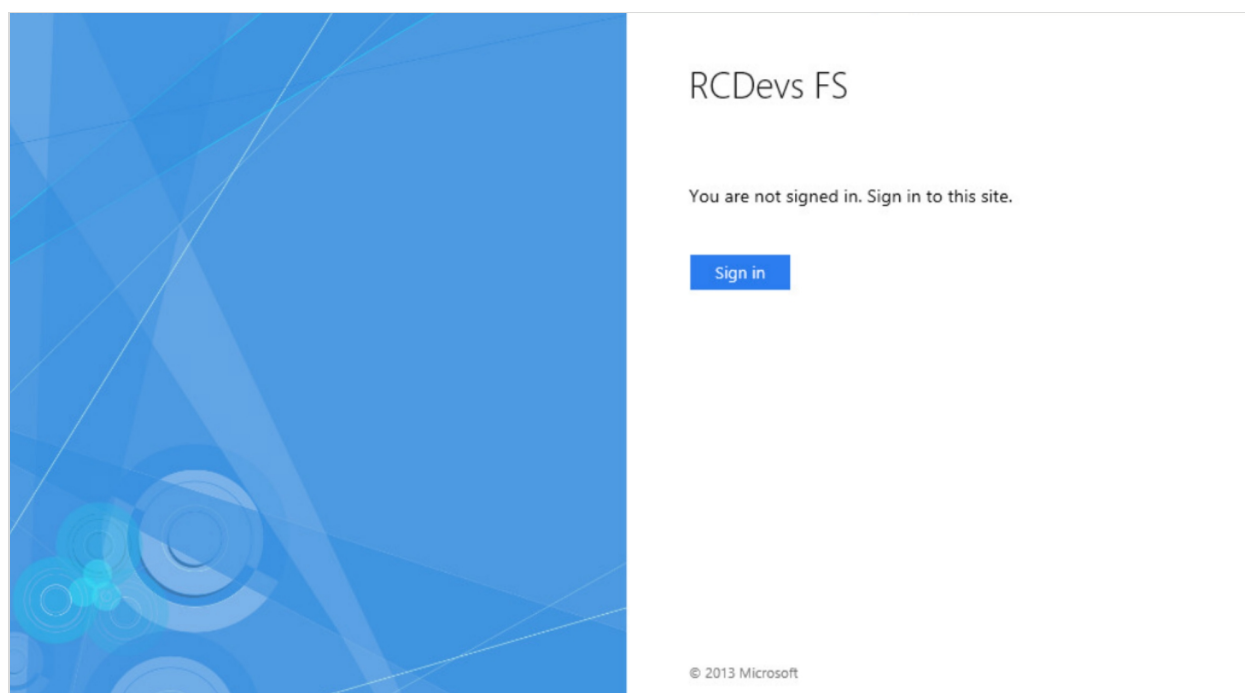 RCDevs FS
You are not signed in. Sign in to this site.
Sign in
© 2013 Microsoft